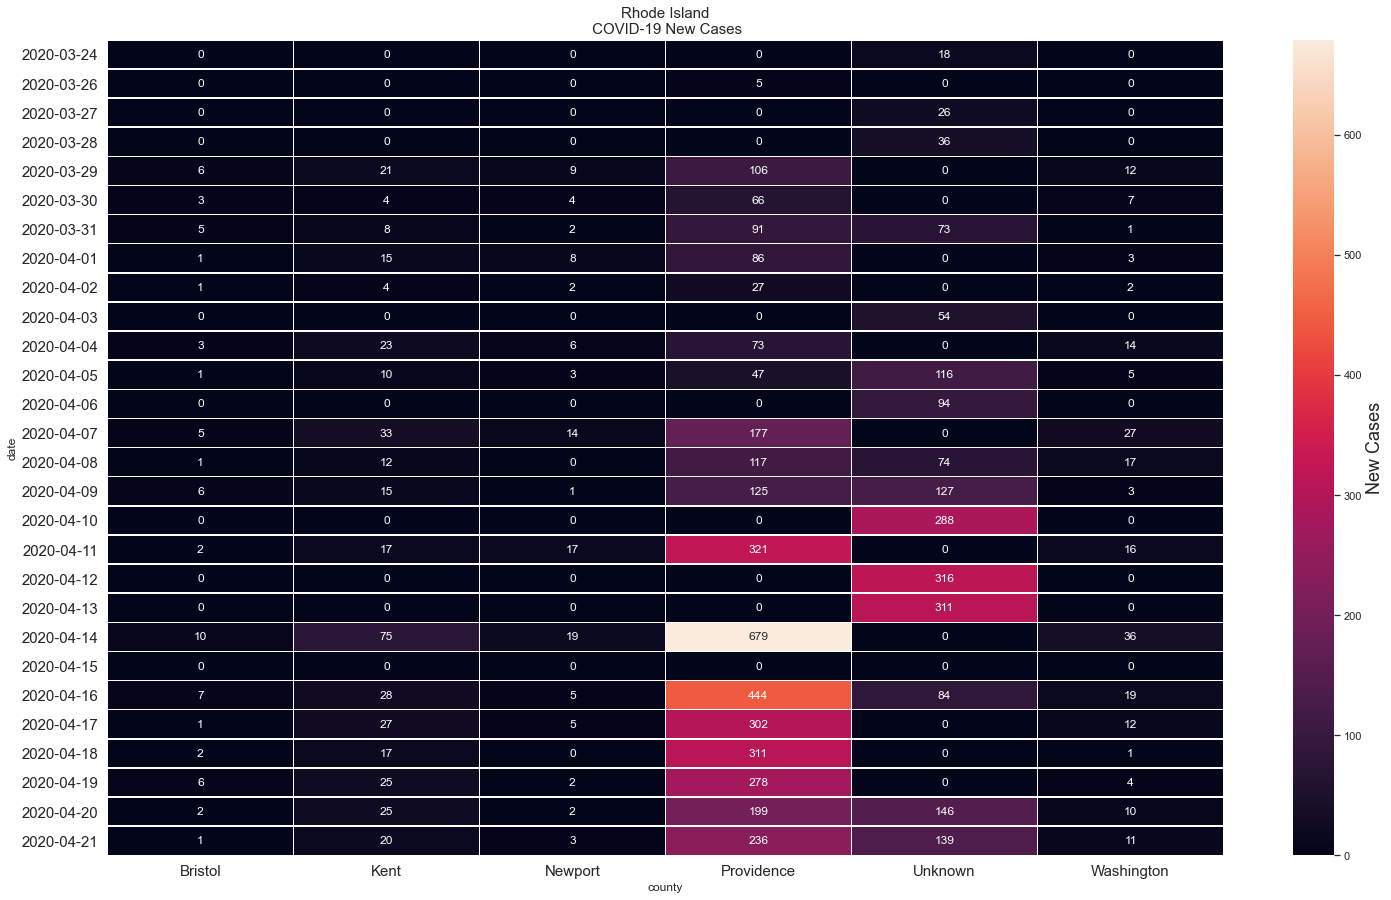 Rhode Island
COVID-19 New Cases
2020-03-24 0 0 0 0 18 0
2020-03-26 0 0 0 5 0 0
2020-03-27 0 0 0 0 26 0
2020-03-28 0 0 0 0 36 0
2020-03-29 6 21 9 106 0 12
2020-03-30 3 4 4 66 0 7
2020-03-31 5 8 2 91 73 1
2020-04-01 1 15 8 86 0 3
2020-04-02 1 4 2 27 0 2
2020-04-03 0 0 0 0 54 0
2020-04-04 3 23 6 73 0 14
2020-04-05 1 10 3 47 116 5
2020-04-06 0 0 0 0 94 0
2020-04-07 5 33 14 177 0 27
2020-04-08 1 12 0 117 74 17
2020-04-09 6 15 1 125 127 3
2020-04-10 0 0 0 0 288 0
2020-04-11 2 17 17 321 0 16
2020-04-12 0 0 0 0 316 0
2020-04-13 0 0 0 0 311 0
2020-04-14 10 75 19 679 0 36
2020-04-15 0 0 0 0 0 0
2020-04-16 7 28 5 444 84 19
2020-04-17 1 27 5 302 0 12
2020-04-18 2 17 0 311 0 1
2020-04-19 6 25 2 278 0 4
2020-04-20 2 25 2 199 146 10
2020-04-21 1 20 3 236 139 11
Bristol Kent Newport Providence Unknown Washington
county
date
600
500
400
300
200
100
0
New Cases